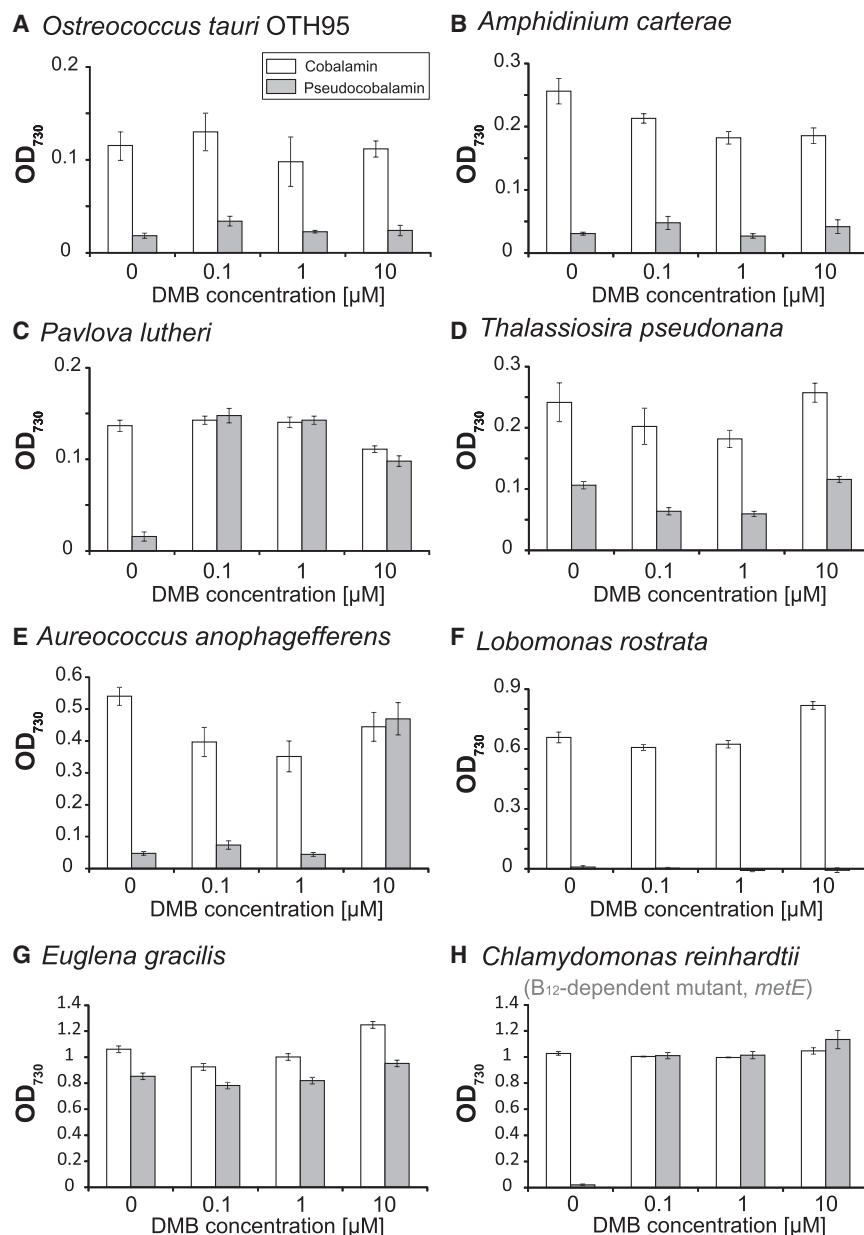 A Ostreococcus tauri OTH95
Cobalamin
Pseudocobalamin
OD730
0.2
0.1
0
0 0.1 1 10
DMB concentration [µM]
B Amphidinium carterae
OD730
0.3
0.2
0.1
0
0 0.1 1 10
DMB concentration [µM]
C Pavlova lutheri
OD730
0.2
0.1
0
0 0.1 1 10
DMB concentration [µM]
D Thalassiosira pseudonana
OD730
0.3
0.2
0.1
0
0 0.1 1 10
DMB concentration [µM]
E Aureococcus anophagefferens
OD730
0.6
0.5
0.4
0.3
0.2
0.1
0
0 0.1 1 10
DMB concentration [µM]
F Lobomonas rostrata
OD730
0.9
0.6
0.3
0
0 0.1 1 10
DMB concentration [µM]
G Euglena gracilis
OD730
1.4
1.2
1
0.8
0.6
0.4
0.2
0
0 0.1 1 10
DMB concentration [µM]
H Chlamydomonas reinhardtii
(B12-dependent mutant, metE)
OD730
1.4
1.2
1
0.8
0.6
0.4
0.2
0
0 0.1 1 10
DMB concentration [µM]